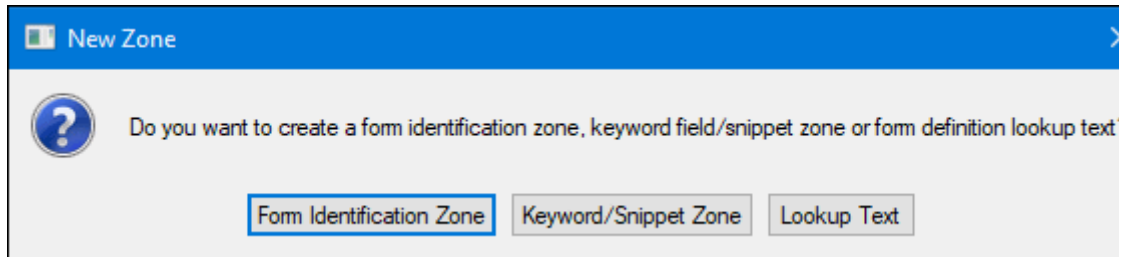 New Zone
Do you want to create a form identification zone, keyword field/snippet zone or form definition lookup text?
Form Identification Zone Keyword/Snippet Zone Lookup Text